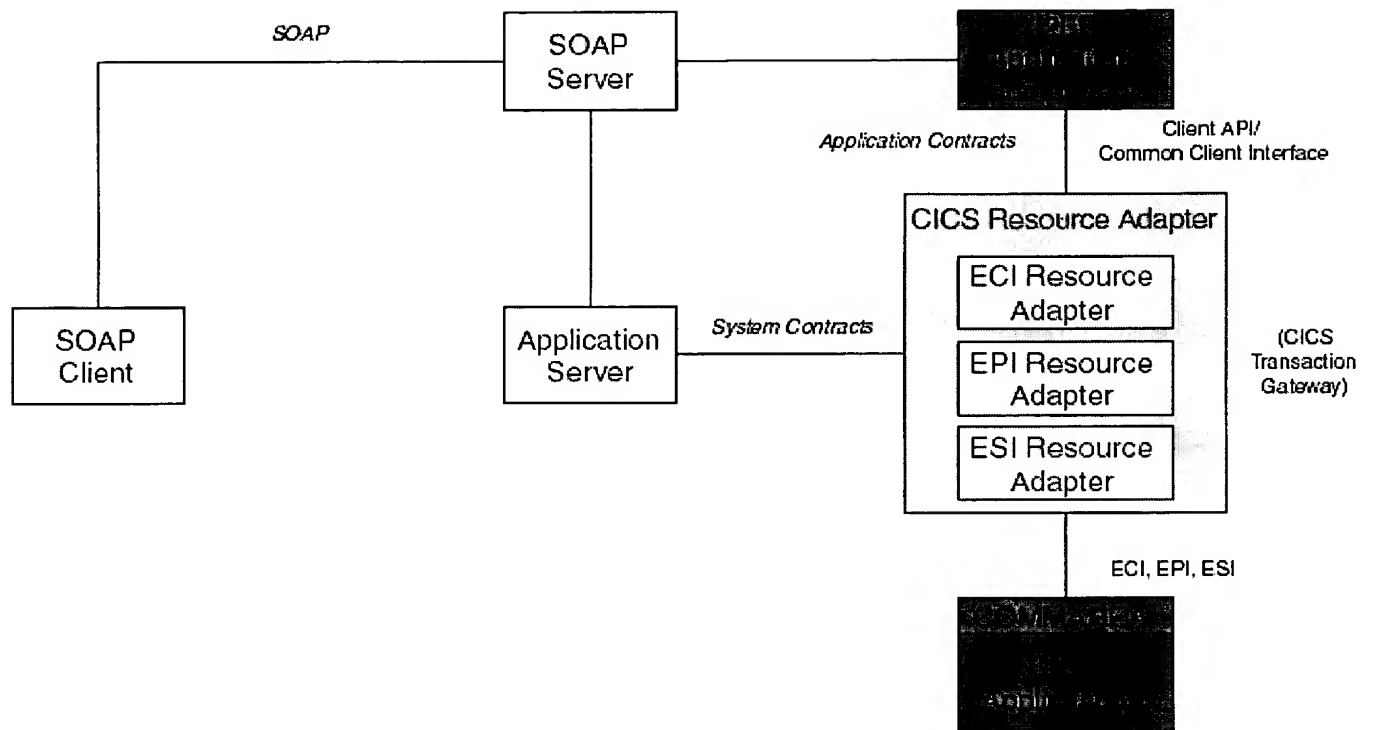 SOAP
SOAP
Server
Application Contracts
Client API/
Common Client Interface
CICS Resource Adapter
ECI Resource
Adapter
SOAP
Client
Application
Server
System Contracts
EPI Resource
Adapter
(CICS
Transaction
Gateway)
ESI Resource
Adapter
ECI, EPI, ESI